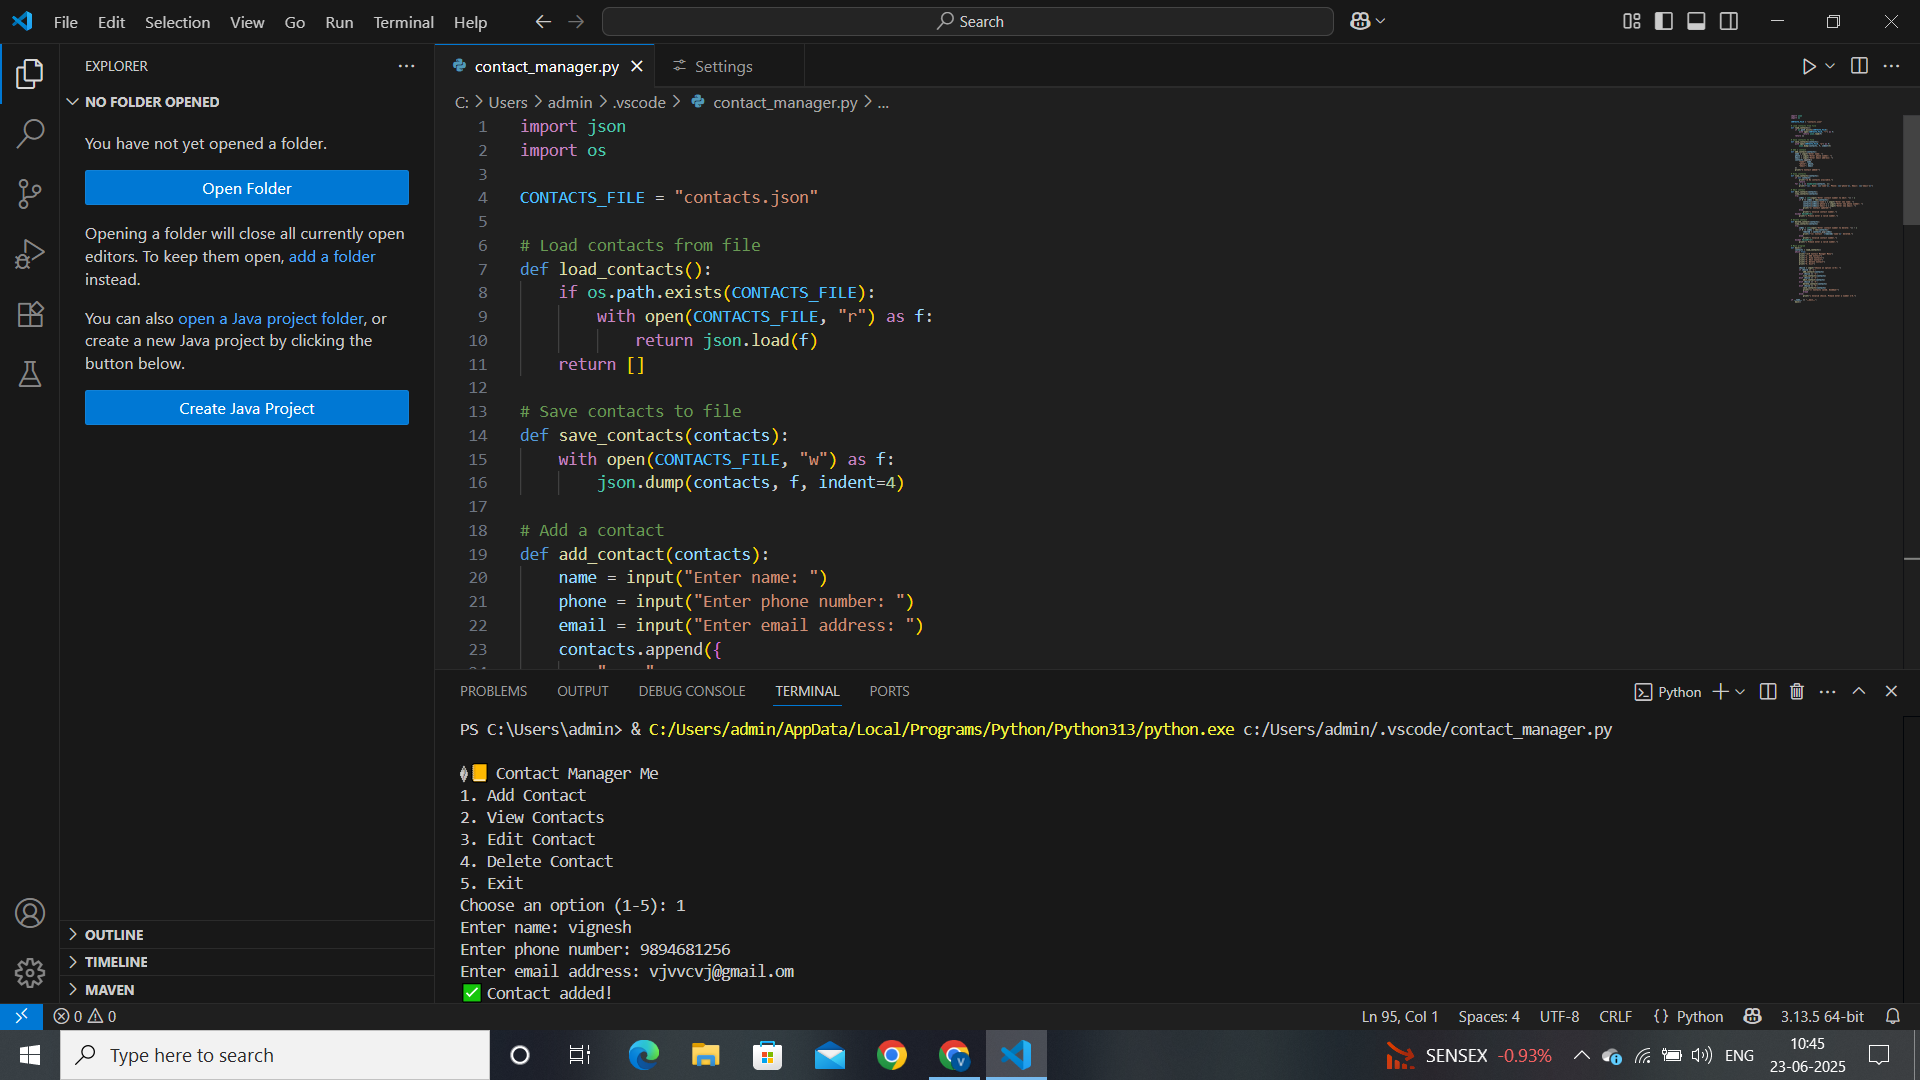 File Edit Selection View Go Run Terminal Help
Search
EXPLORER
NO FOLDER OPENED
You have not yet opened a folder.
Open Folder
Opening a folder will close all currently open
editors. To keep them open, add a folder
instead.
You can also open a Java project folder, or
create a new Java project by clicking the
button below.
Create Java Project
OUTLINE
TIMELINE
MAVEN
contact_manager.py
Settings
C: > Users > admin > .vscode > contact_manager.py > ...
1 import json
2 import os
3
4 CONTACTS_FILE = "contacts.json"
5
6 # Load contacts from file
7 def load_contacts():
8     if os.path.exists(CONTACTS_FILE):
9         with open(CONTACTS_FILE, "r") as f:
10             return json.load(f)
11     return []
12
13 # Save contacts to file
14 def save_contacts(contacts):
15     with open(CONTACTS_FILE, "w") as f:
16         json.dump(contacts, f, indent=4)
17
18 # Add a contact
19 def add_contact(contacts):
20     name = input("Enter name: ")
21     phone = input("Enter phone number: ")
22     email = input("Enter email address: ")
23     contacts.append({
PROBLEMS OUTPUT DEBUG CONSOLE TERMINAL PORTS
Python
PS C:\Users\admin> & C:/Users/admin/AppData/Local/Programs/Python/Python313/python.exe c:/Users/admin/.vscode/contact_manager.py
📒 Contact Manager Me
1. Add Contact
2. View Contacts
3. Edit Contact
4. Delete Contact
5. Exit
Choose an option (1-5): 1
Enter name: vignesh
Enter phone number: 9894681256
Enter email address: vjvvcvj@gmail.om
✅ Contact added!
0 0
Ln 95, Col 1 Spaces: 4 UTF-8 CRLF {} Python 3.13.5 64-bit
Type here to search
SENSEX -0.93%
ENG
10:45
23-06-2025